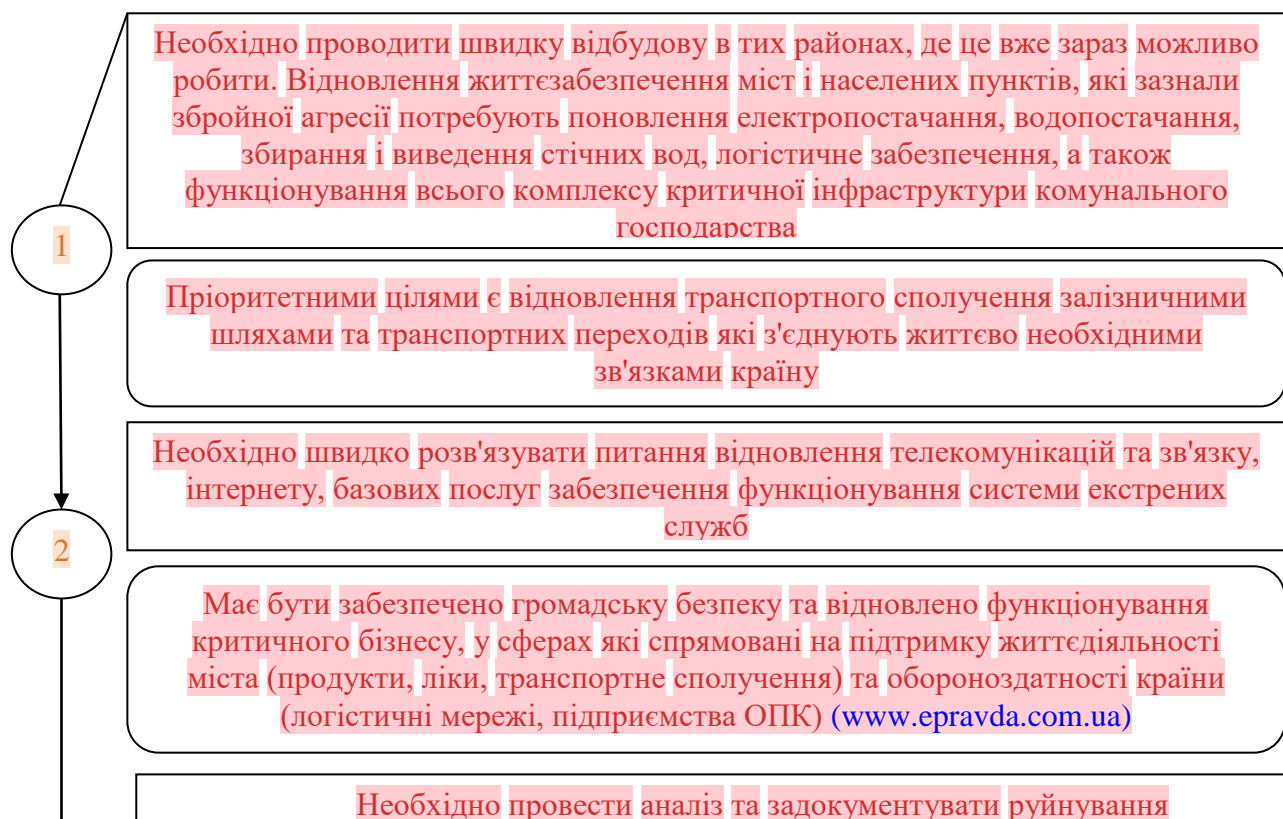 Необхідно проводити швидку відбудову в тих районах, де це вже зараз можливо
робити. Відновлення життєзабезпечення міст і населених пунктів, які зазнали
збройної агресії потребують поновлення електропостачання, водопостачання,
збирання і виведення стічних вод, логістичне забезпечення, а також
функціонування всього комплексу критичної інфраструктури комунального
господарства
1
Пріоритетними цілями є відновлення транспортного сполучення залізничними
шляхами та транспортних переходів які з'єднують життєво необхідними
зв'язками країну
Необхідно швидко розв'язувати питання відновлення телекомунікацій та зв'язку,
інтернету, базових послуг забезпечення функціонування системи екстрених
служб
2
Має бути забезпечено громадську безпеку та відновлено функціонування
критичного бізнесу, у сферах які спрямовані на підтримку життєдіяльності
міста (продукти, ліки, транспортне сполучення) та обороноздатності країни
(логістичні мережі, підприємства ОПК) (www.epravda.com.ua)
Необхідно провести аналіз та задокументувати руйнування